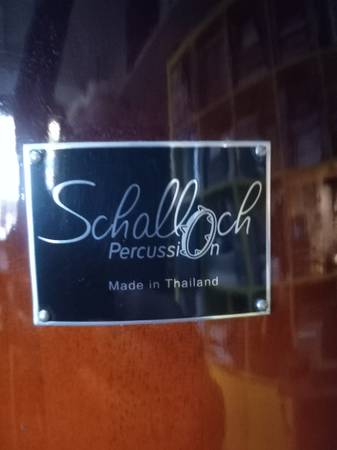 Schalloch
Percussion
Made in Thailand